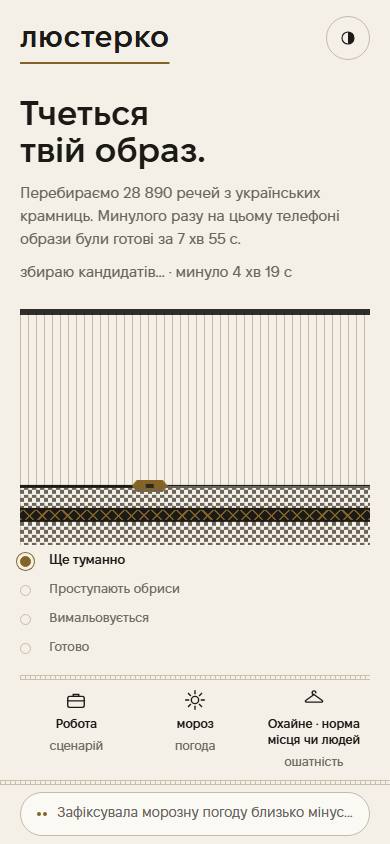 люстерко
Тчеться
твій образ.
Перебираємо 28 890 речей з українських
крамниць. Минулого разу на цьому телефоні
образи були готові за 7 хв 55 с.
збираю кандидатів... · минуло 4 хв 19 с
Ще туманно
Проступають обриси
Вимальовується
Готово
Робота
сценарій
мороз
погода
Охайне · норма
місця чи людей
ошатність
Зафіксувала морозну погоду близько мінус...